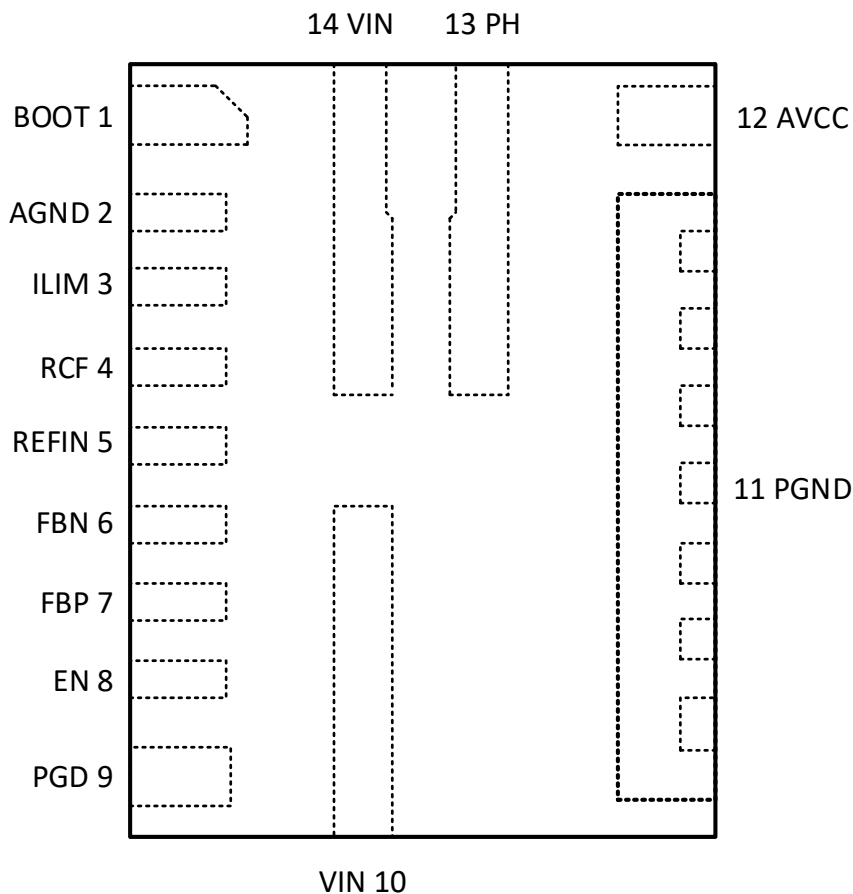 14 VIN
13 PH
BOOT 1
12 AVCC
AGND 2
ILIM 3
RCF 4
REFIN 5
11 PGND
FBN 6
FBP 7
EN 8
PGD 9
VIN 10